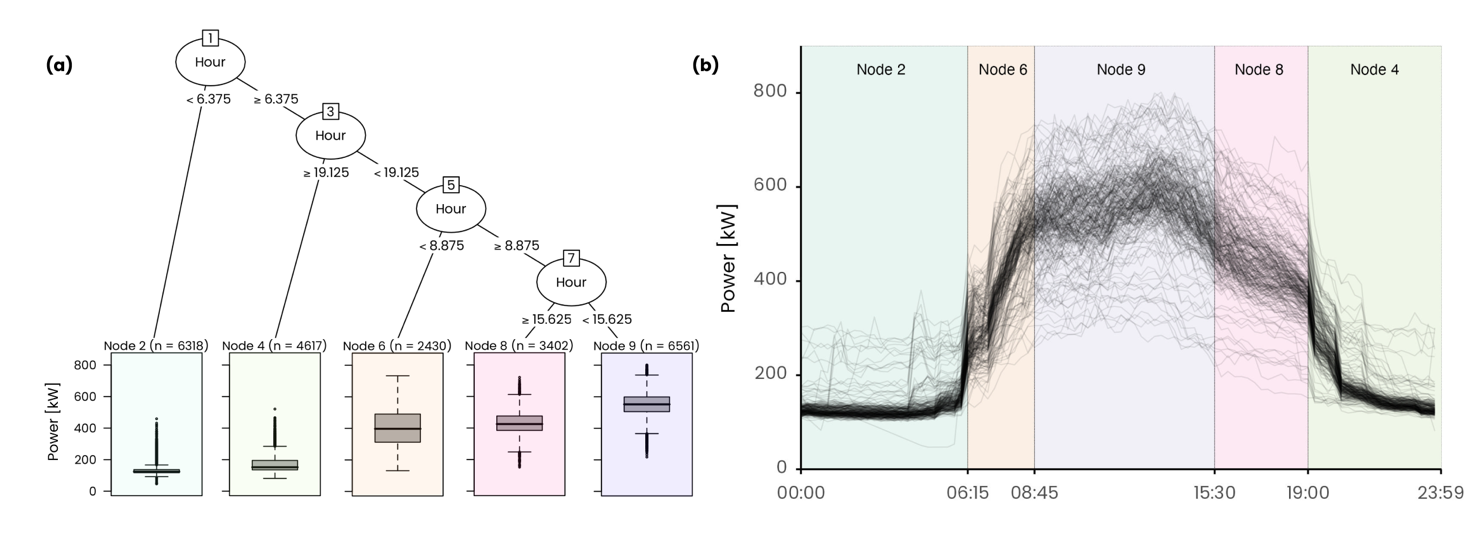 (a)
1
Hour
< 6.375
≥ 6.375
3
Hour
≥ 19.125
< 19.125
5
Hour
< 8.875
≥ 8.875
7
Hour
≥ 15.625
< 15.625
Node 2 (n = 6318)
Node 4 (n = 4617)
Node 6 (n = 2430)
Node 8 (n = 3402)
Node 9 (n = 6561)
Power [kW]
800
600
400
200
0
(b)
Node 2
Node 6
Node 9
Node 8
Node 4
Power [kW]
800
600
400
200
0
00:00
06:15
08:45
15:30
19:00
23:59